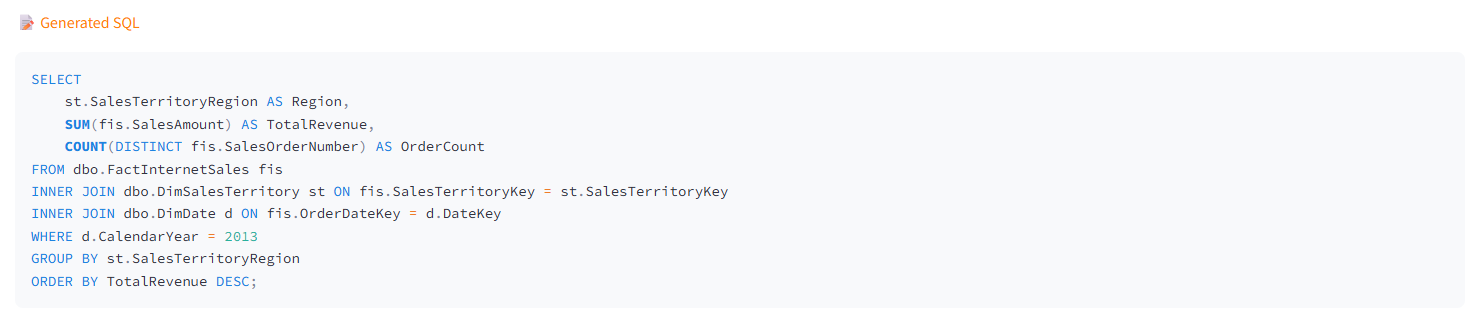 Generated SQL
SELECT
    st.SalesTerritoryRegion AS Region,
    SUM(fis.SalesAmount) AS TotalRevenue,
    COUNT(DISTINCT fis.SalesOrderNumber) AS OrderCount
FROM dbo.FactInternetSales fis
INNER JOIN dbo.DimSalesTerritory st ON fis.SalesTerritoryKey = st.SalesTerritoryKey
INNER JOIN dbo.DimDate d ON fis.OrderDateKey = d.DateKey
WHERE d.CalendarYear = 2013
GROUP BY st.SalesTerritoryRegion
ORDER BY TotalRevenue DESC;